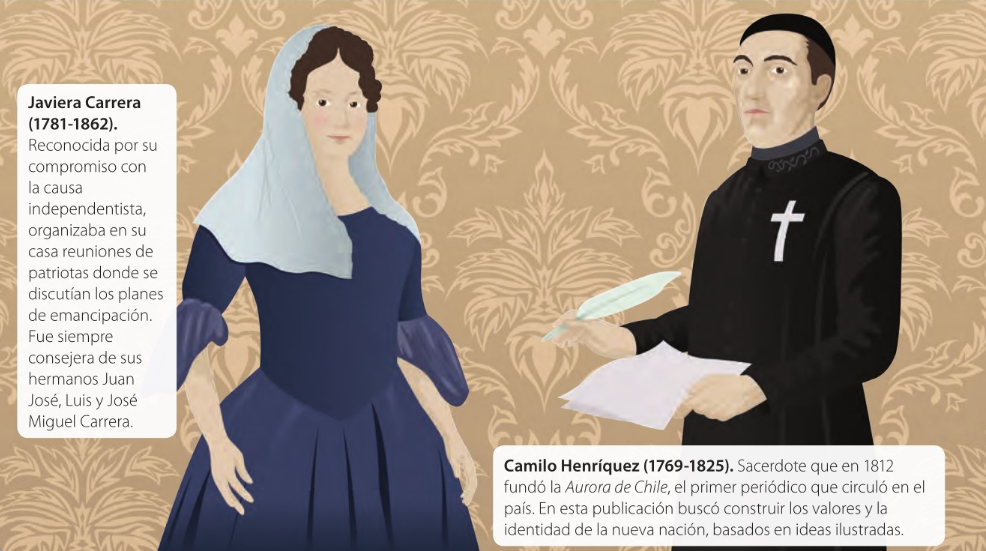 Javiera Carrera
(1781-1862).
Reconocida por su
compromiso con
la causa
independentista,
organizaba en su
casa reuniones de
patriotas donde se
discutían los planes
de emancipación.
Fue siempre
consejera de sus
hermanos Juan
José, Luis y José
Miguel Carrera.
Camilo Henríquez (1769-1825). Sacerdote que en 1812
fundó la Aurora de Chile, el primer periódico que circuló en el
país. En esta publicación buscó construir los valores y la
identidad de la nueva nación, basados en ideas ilustradas.